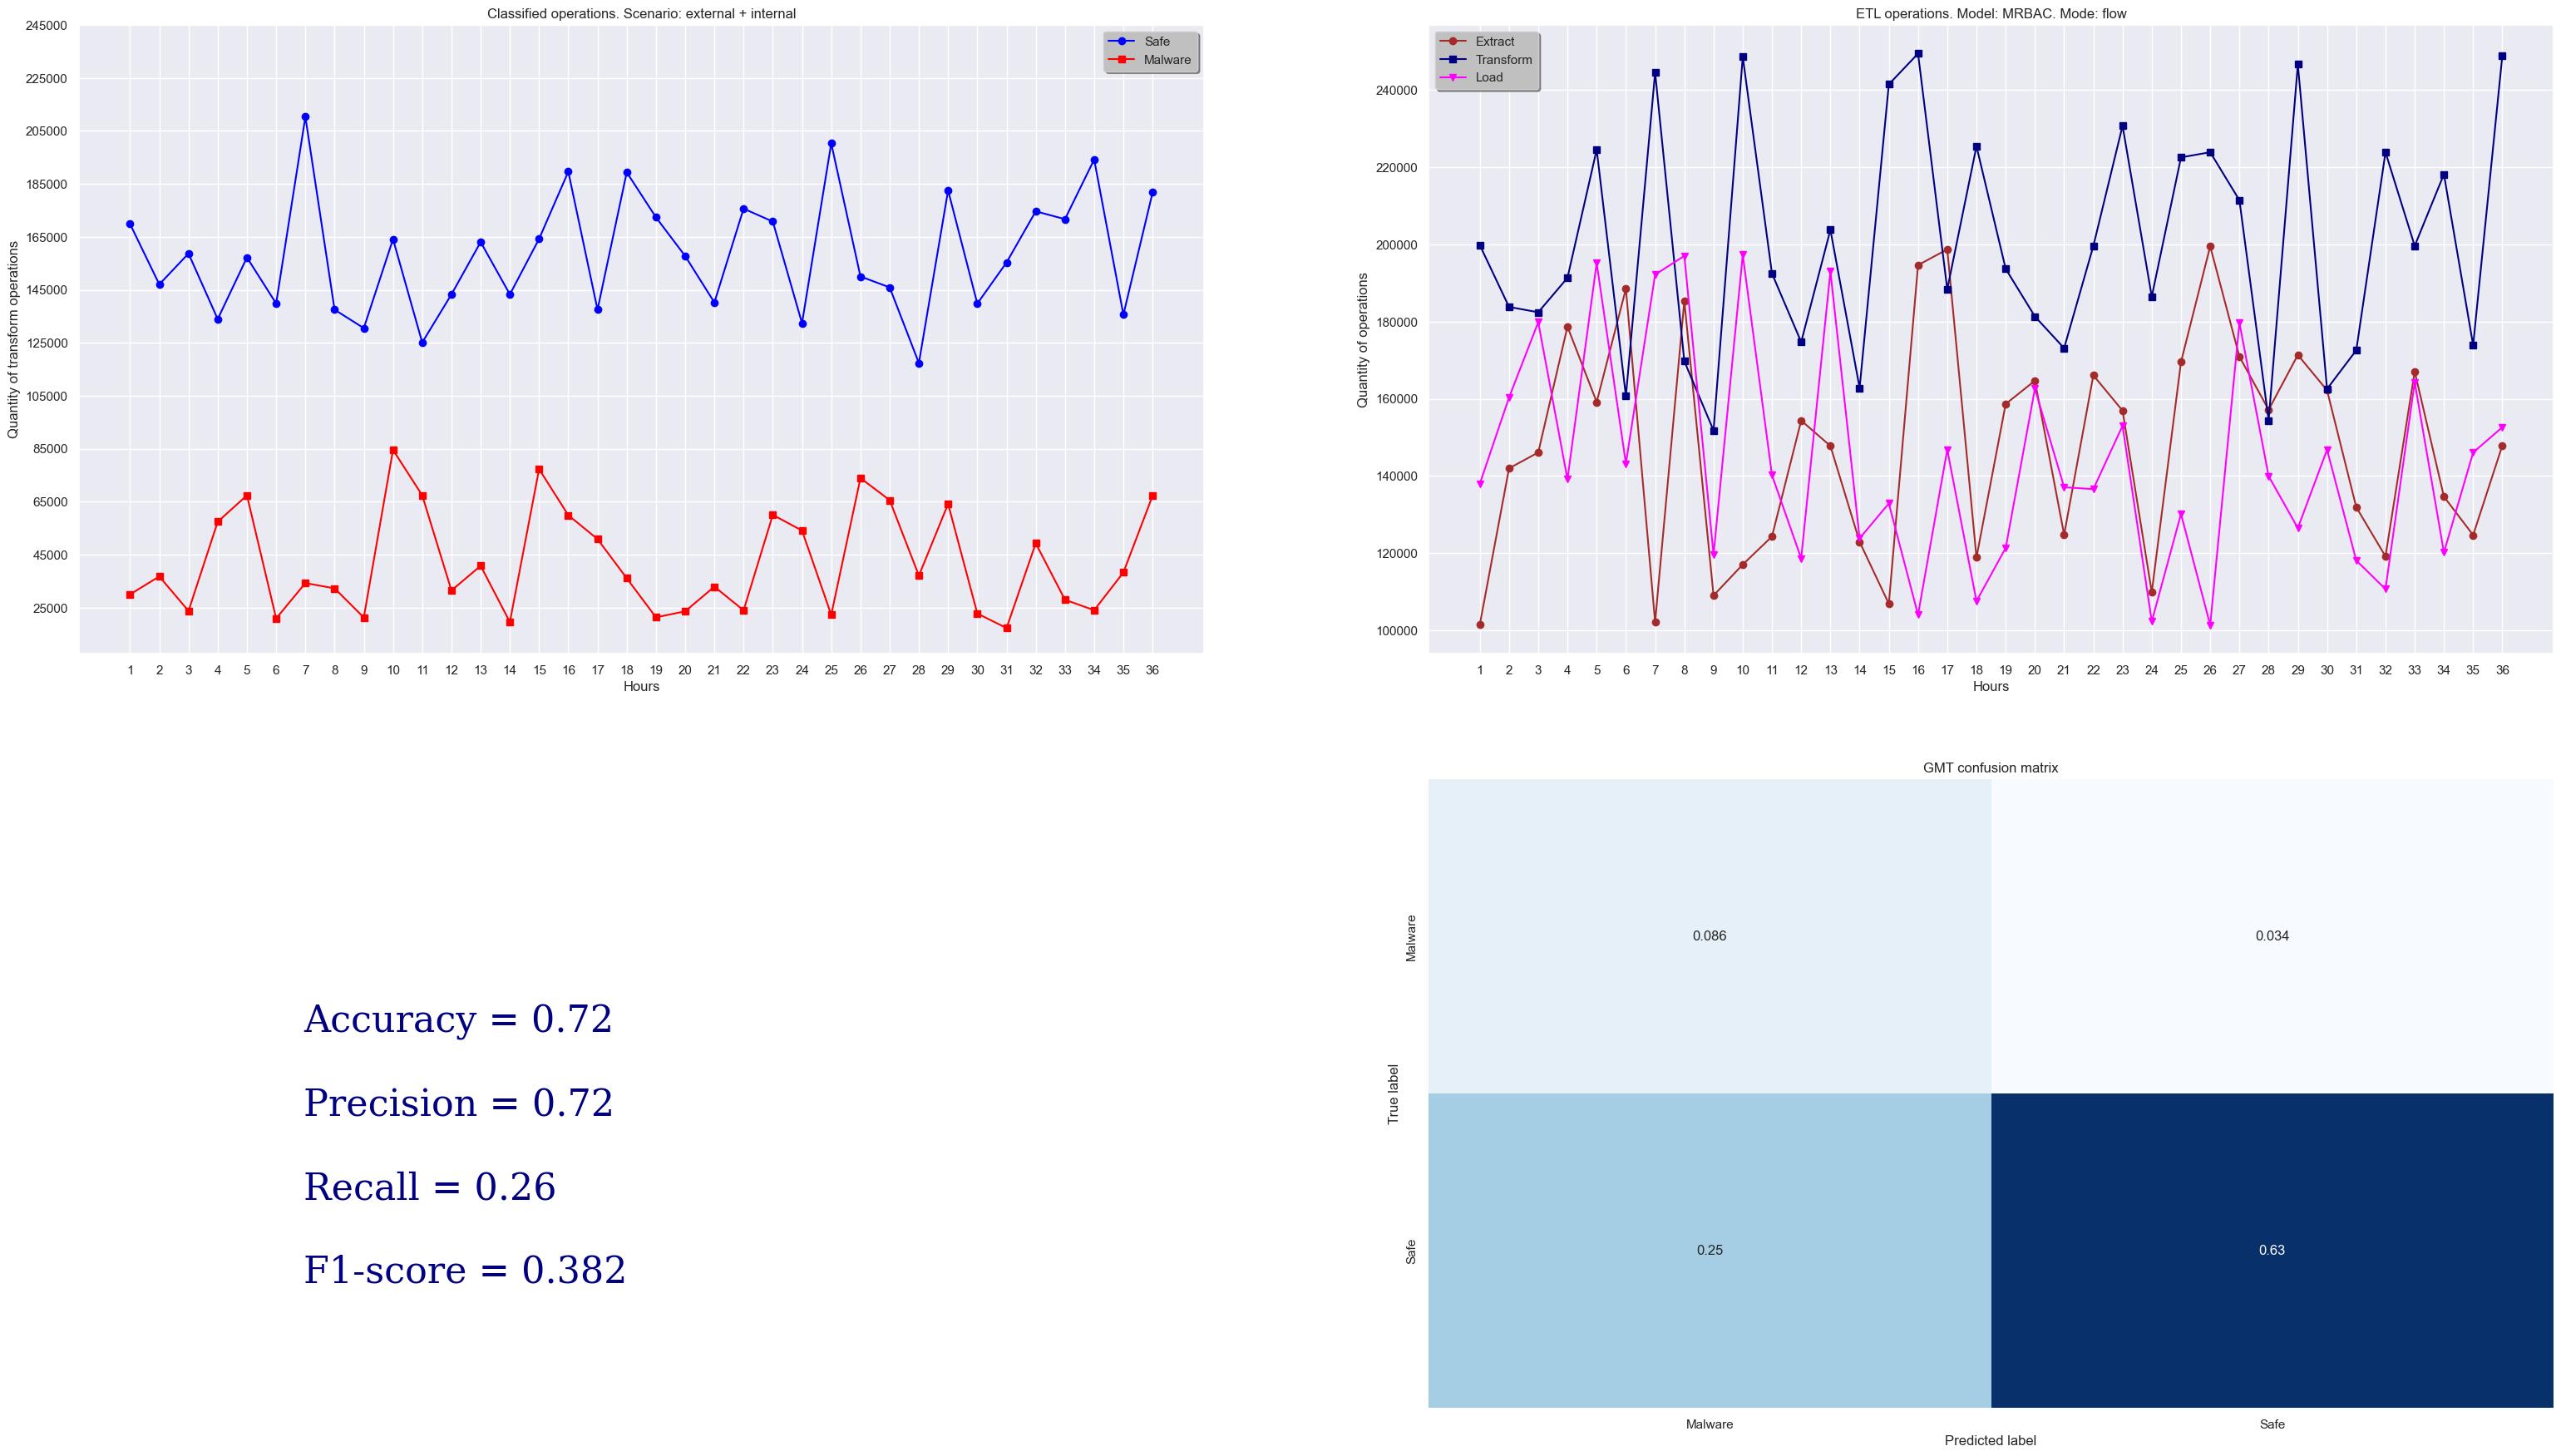 Classified operations. Scenario: external + internal
Quantity of transform operations
245000
225000
205000
185000
165000
145000
125000
105000
85000
65000
45000
25000
Safe
Malware
1 2 3 4 5 6 7 8 9 10 11 12 13 14 15 16 17 18 19 20 21 22 23 24 25 26 27 28 29 30 31 32 33 34 35 36
Hours
ETL operations. Model: MRBAC. Mode: flow
Quantity of operations
240000
220000
200000
180000
160000
140000
120000
100000
Extract
Transform
Load
1 2 3 4 5 6 7 8 9 10 11 12 13 14 15 16 17 18 19 20 21 22 23 24 25 26 27 28 29 30 31 32 33 34 35 36
Hours
Accuracy = 0.72
Precision = 0.72
Recall = 0.26
F1-score = 0.382
GMT confusion matrix
True label
Malware
0.086 0.034
Safe
0.25 0.63
Malware Safe
Predicted label